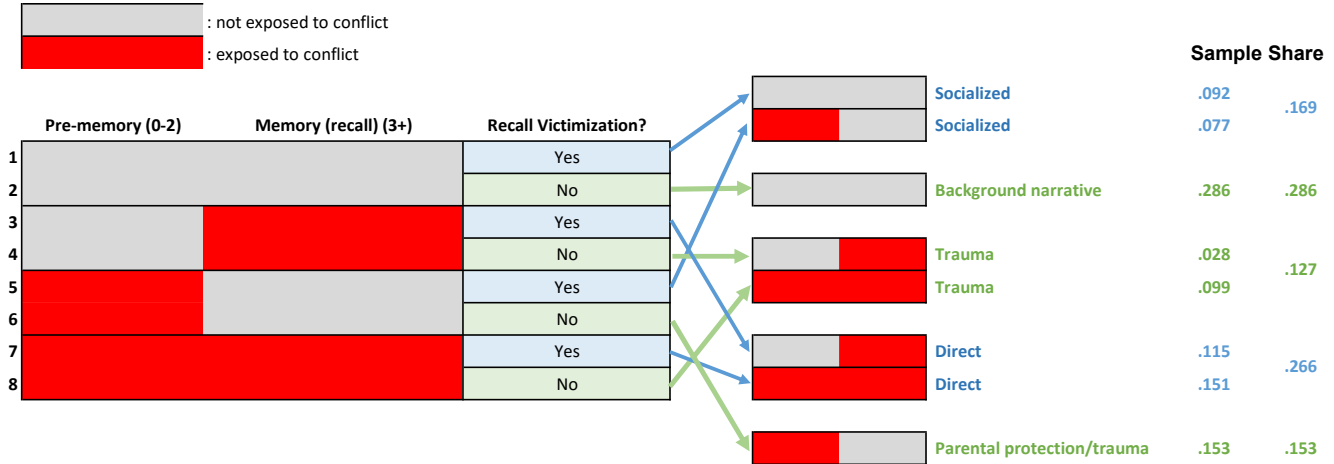 : not exposed to conflict
: exposed to conflict
Sample Share
Socialized .092
.169
Socialized .077
Pre-memory (0-2) Memory (recall) (3+) Recall Victimization?
1 Yes
2 No Background narrative .286 .286
3 Yes
4 No Trauma .028
.127
5 Yes Trauma .099
6 No
7 Yes Direct .115
.266
8 No Direct .151
Parental protection/trauma .153 .153